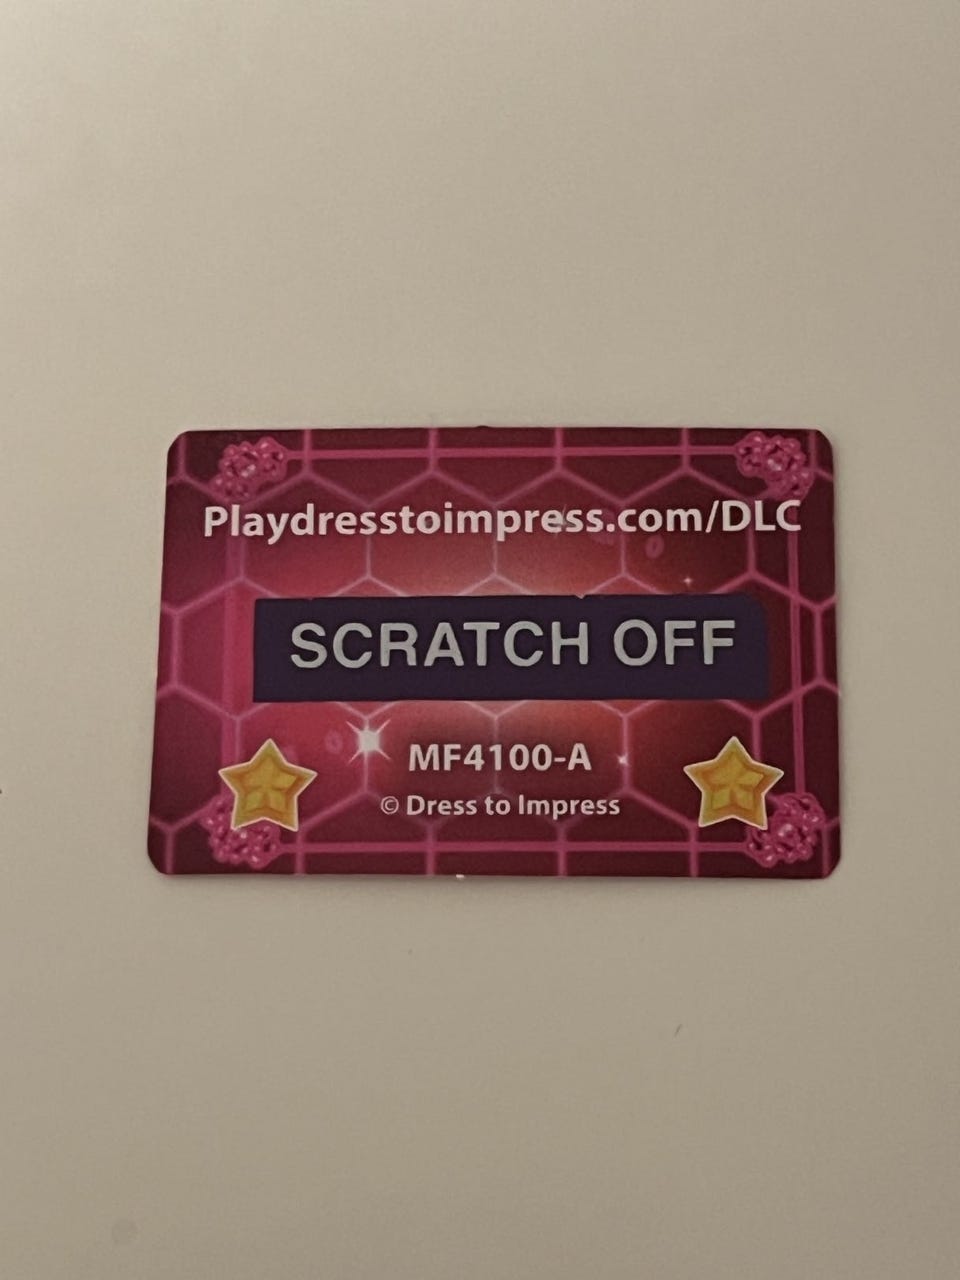 Playdresstoimpress.com/DLC
SCRATCH OFF
MF4100-A
© Dress to Impress